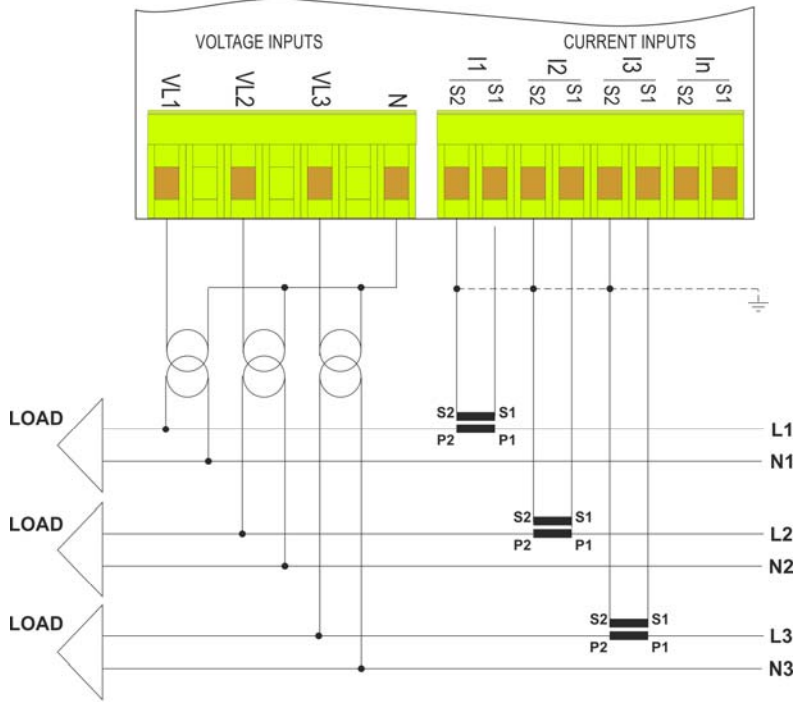 VOLTAGE INPUTS
CURRENT INPUTS
VL1
VL2
VL3
N
I1
I2
I3
In
S2
S1
S2
S1
S2
S1
S2
S1
LOAD
S2
S1
P2
P1
L1
N1
LOAD
S2
S1
P2
P1
L2
N2
LOAD
S2
S1
P2
P1
L3
N3